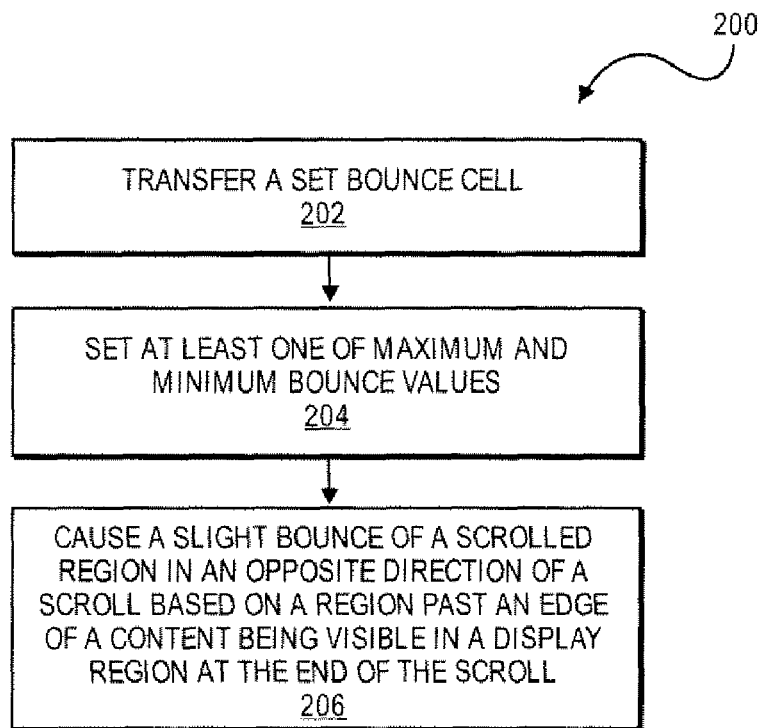 200
TRANSFER A SET BOUNCE CELL
202
SET AT LEAST ONE OF MAXIMUM AND
MINIMUM BOUNCE VALUES
204
CAUSE A SLIGHT BOUNCE OF A SCROLLED
REGION IN AN OPPOSITE DIRECTION OF A
SCROLL BASED ON A REGION PAST AN EDGE
OF A CONTENT BEING VISIBLE IN A DISPLAY
REGION AT THE END OF THE SCROLL
206